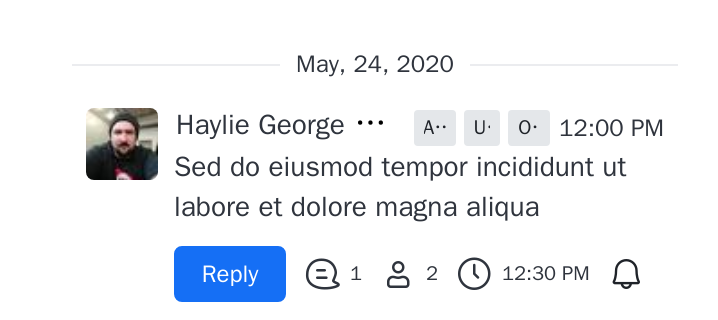 May, 24, 2020
Haylie George ··· A·· U· O· 12:00 PM
Sed do eiusmod tempor incididunt ut
labore et dolore magna aliqua
Reply 1 2 12:30 PM